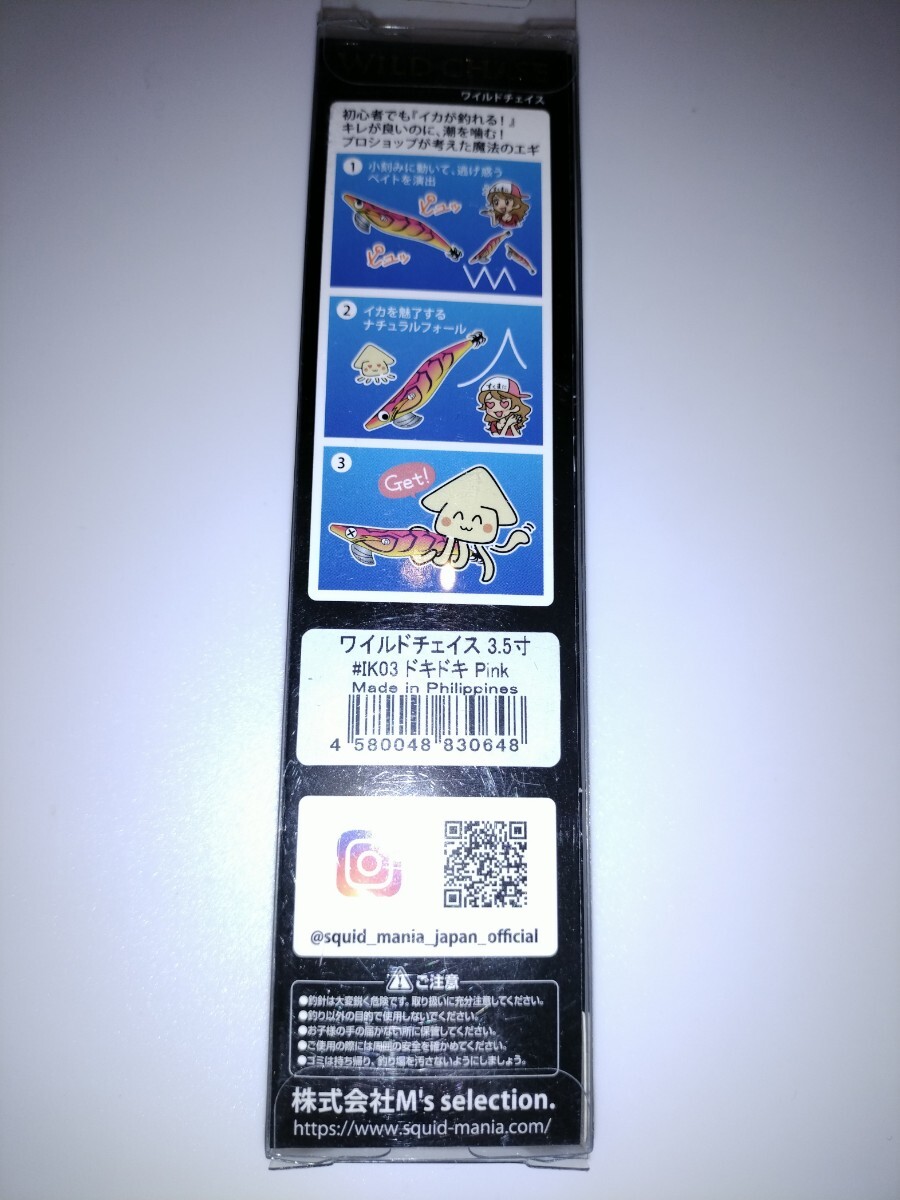 WILD CHASE
ワイルドチェイス
初心者でも『イカが釣れる！』
キレが良いのに、潮を噛む！
プロショップが考えた魔法のエギ
1 小刻みに動いて、逃げ惑う
ベイトを演出
ピュッ
ピュッ
2 イカを魅了する
ナチュラルフォール
3
Get!
ワイルドチェイス 3.5寸
#IK03 ドキドキ Pink
Made in Philippines
4 580048 830648
@squid_mania_japan_official
ご注意
●釣針は大変鋭く危険です。取り扱いに充分注意してください。
●釣り以外の目的で使用しないでください。
●お子様の手の届かない所に保管してください。
●ご使用の際には周囲の安全を確かめてください。
●ゴミは持ち帰り、釣り場を汚さないようにしましょう。
株式会社M's selection.
https://www.squid-mania.com/